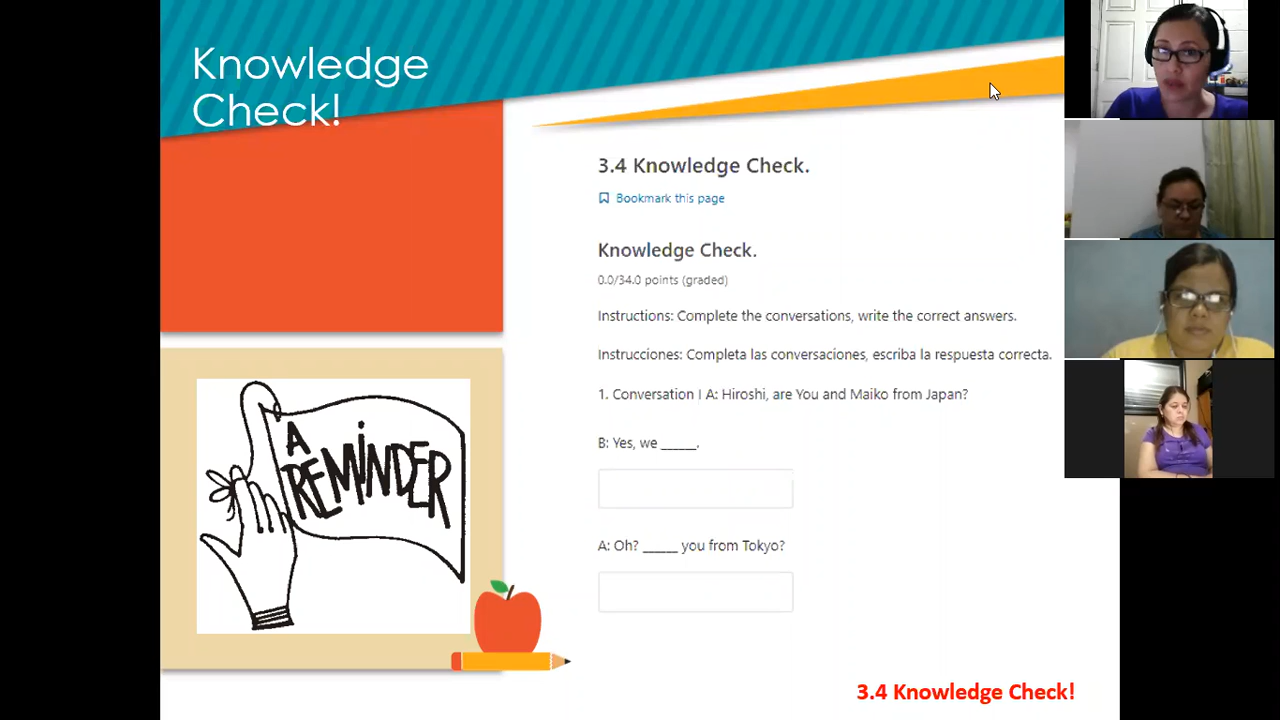 Knowledge
Check!
3.4 Knowledge Check.
Bookmark this page
Knowledge Check.
0.0/34.0 points (graded)
Instructions: Complete the conversations, write the correct answers.
Instrucciones: Completa las conversaciones, escriba la respuesta correcta.
1. Conversation I A: Hiroshi, are You and Maiko from Japan?
B: Yes, we _____.
A: Oh? _____ you from Tokyo?
A
REMINDER
3.4 Knowledge Check!